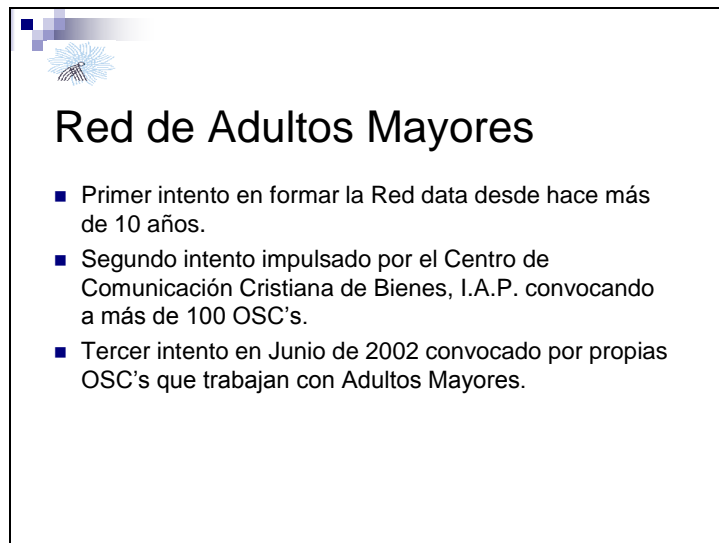 Red de Adultos Mayores
■ Primer intento en formar la Red data desde hace más
de 10 años.
■ Segundo intento impulsado por el Centro de
Comunicación Cristiana de Bienes, I.A.P. convocando
a más de 100 OSC’s.
■ Tercer intento en Junio de 2002 convocado por propias
OSC’s que trabajan con Adultos Mayores.